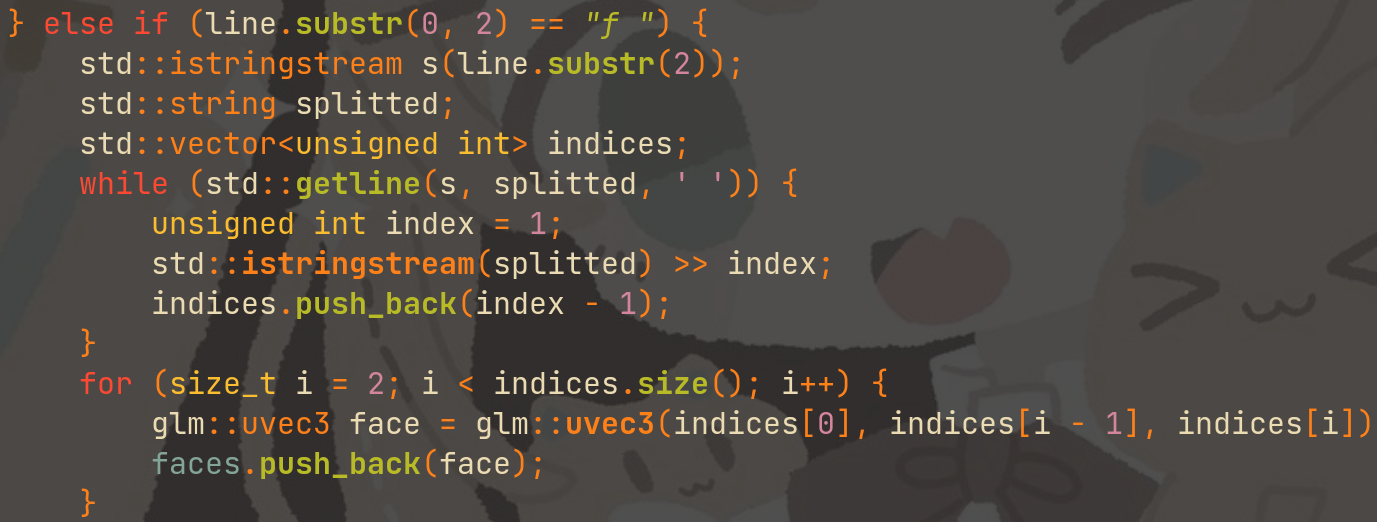 } else if (line.substr(0, 2) == "f ") {
    std::istringstream s(line.substr(2));
    std::string splitted;
    std::vector<unsigned int> indices;
    while (std::getline(s, splitted, ' ')) {
        unsigned int index = 1;
        std::istringstream(splitted) >> index;
        indices.push_back(index - 1);
    }
    for (size_t i = 2; i < indices.size(); i++) {
        glm::uvec3 face = glm::uvec3(indices[0], indices[i - 1], indices[i])
        faces.push_back(face);
    }